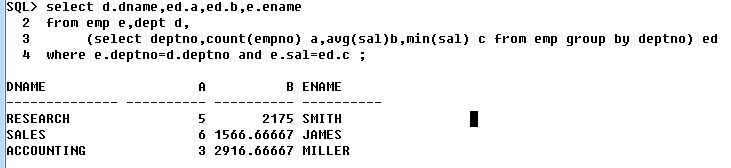 SQL> select d.dname,ed.a,ed.b,e.ename
2 from emp e,dept d,
3 (select deptno,count(empno) a,avg(sal)b,min(sal) c from emp group by deptno) ed
4 where e.deptno=d.deptno and e.sal=ed.c ;
DNAME A B ENAME
-------------- ---------- ---------- ----------
RESEARCH 5 2175 SMITH
SALES 6 1566.66667 JAMES
ACCOUNTING 3 2916.66667 MILLER